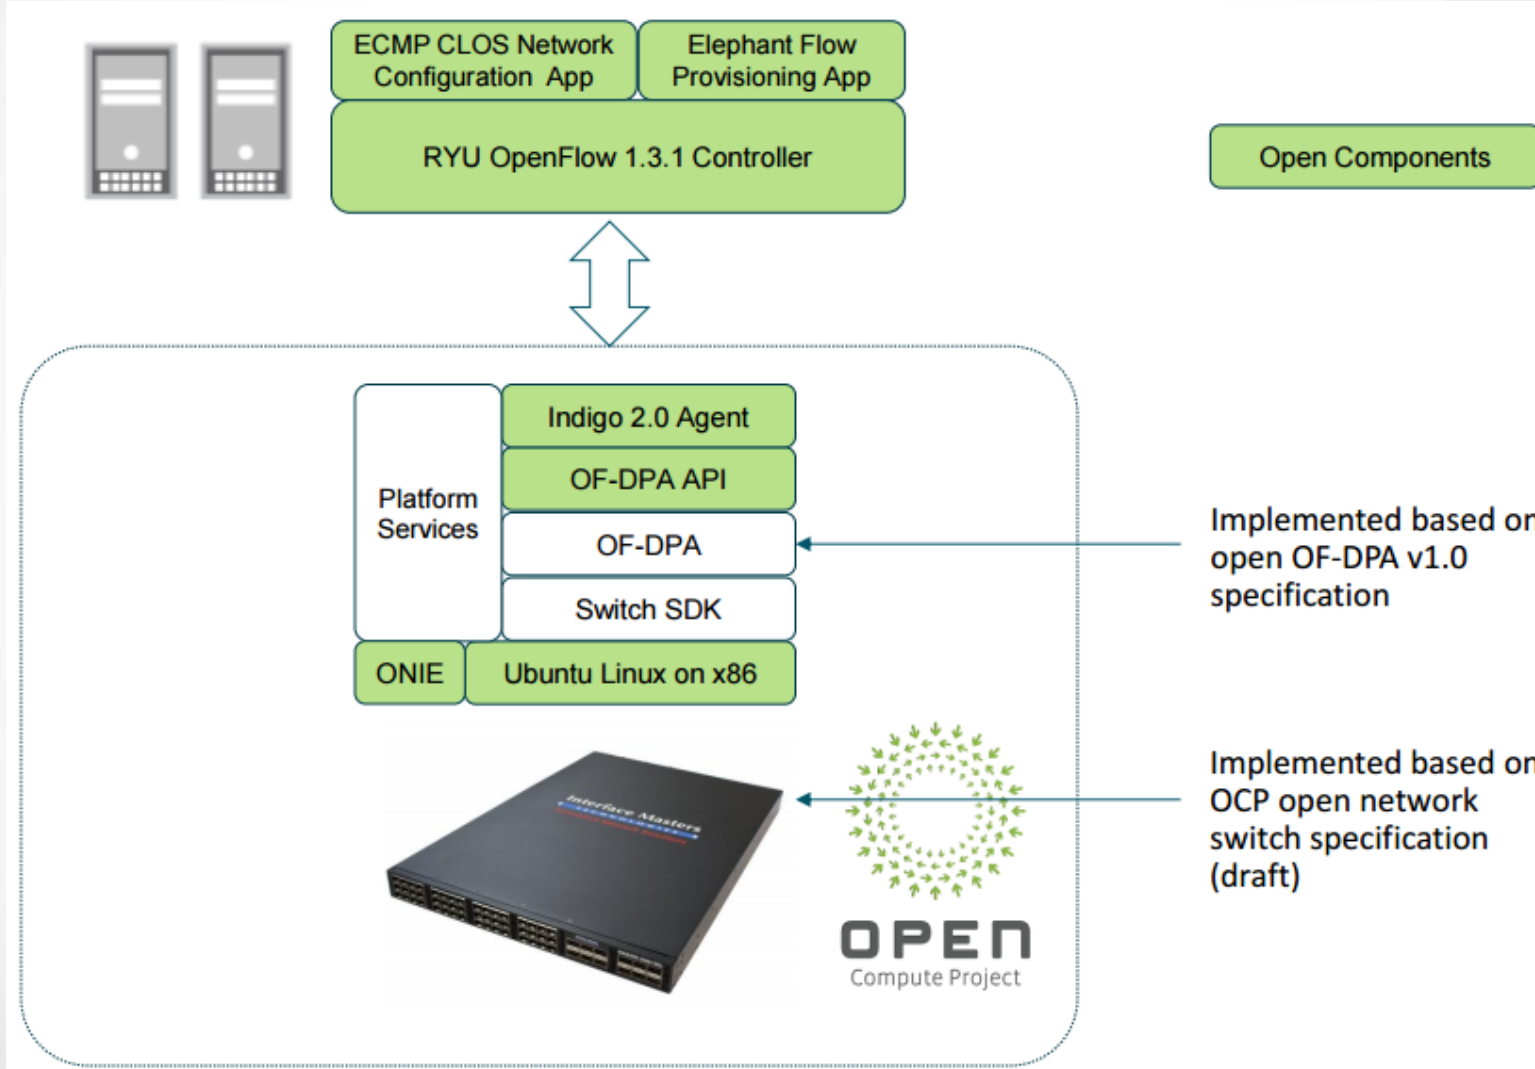 ECMP CLOS Network
Configuration App
Elephant Flow
Provisioning App
RYU OpenFlow 1.3.1 Controller
Open Components
Platform
Services
Indigo 2.0 Agent
OF-DPA API
OF-DPA
Switch SDK
ONIE
Ubuntu Linux on x86
Implemented based on
open OF-DPA v1.0
specification
Interface Masters
TECHNOLOGIES
Implemented based on
OCP open network
switch specification
(draft)
OPEN
Compute Project